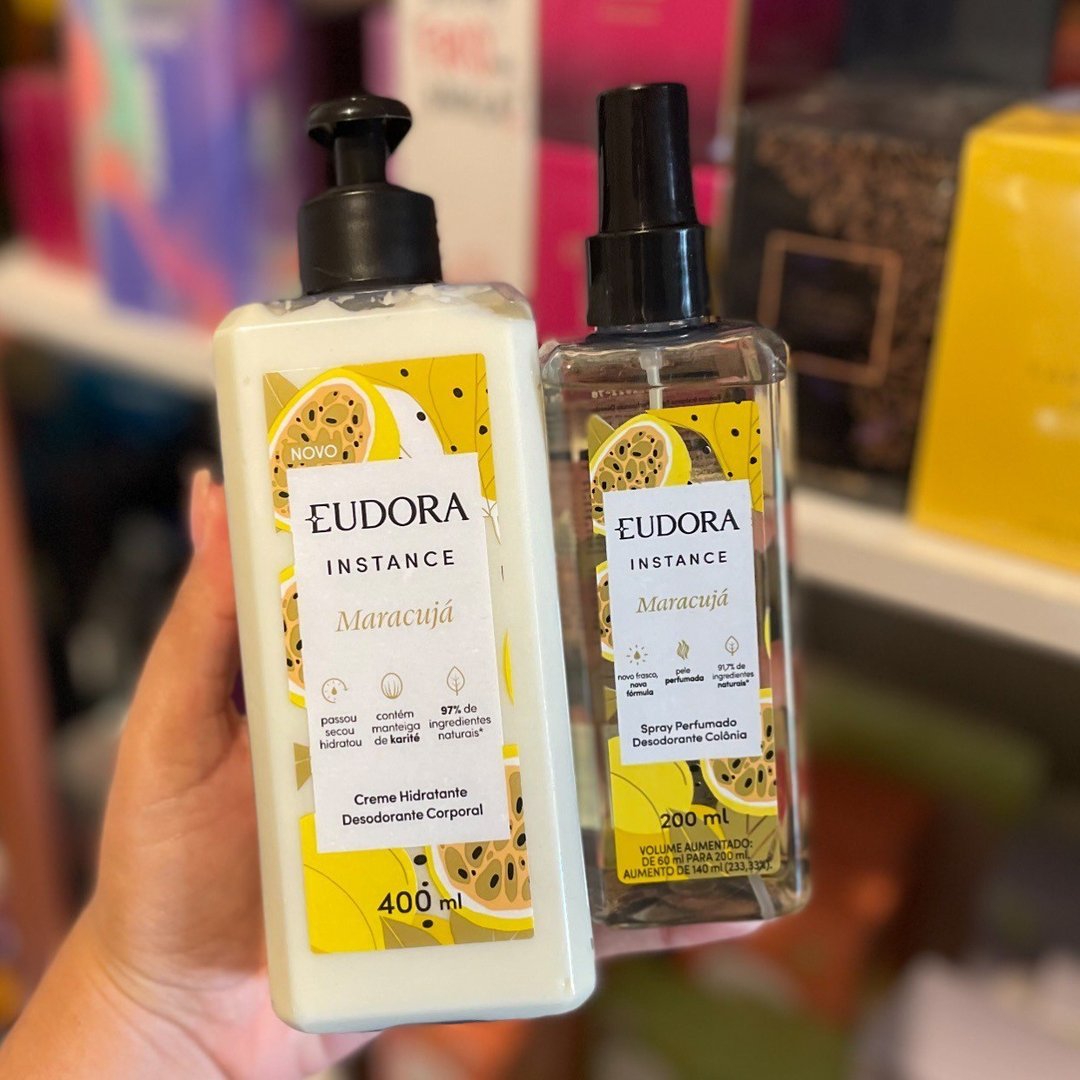 NOVO
EUDORA
INSTANCE
Maracujá
passou
secou
hidratou
contém
manteiga
de karité
97% de
ingredientes
naturais*
Creme Hidratante
Desodorante Corporal
400 ml
EUDORA
INSTANCE
Maracujá
novo frasco,
nova
fórmula
pele
perfumada
91,7% de
ingredientes
naturais*
Spray Perfumado
Desodorante Colônia
200 ml
VOLUME AUMENTADO:
DE 60 ml PARA 200 ml.
AUMENTO DE 140 ml (233,33%).